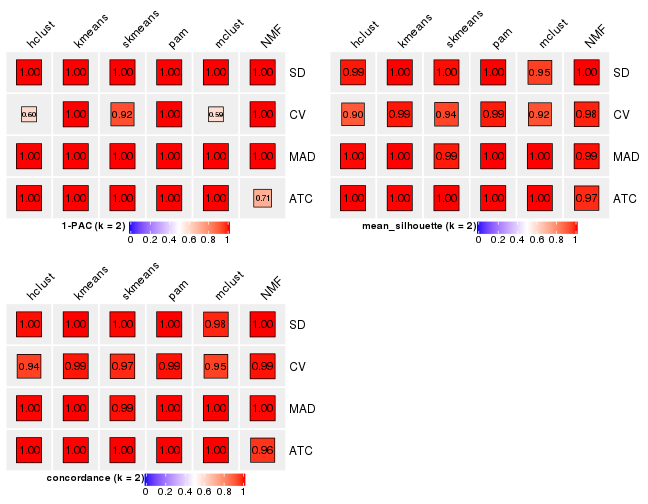 hclust kmeans skmeans pam mclust NMF
1.00 1.00 1.00 1.00 1.00 1.00 SD
0.60 1.00 0.92 1.00 0.59 1.00 CV
1.00 1.00 1.00 1.00 1.00 1.00 MAD
1.00 1.00 1.00 1.00 1.00 0.71 ATC
1-PAC (k = 2)
0 0.2 0.4 0.6 0.8 1
hclust kmeans skmeans pam mclust NMF
0.99 1.00 1.00 1.00 0.95 1.00 SD
0.90 0.99 0.94 0.99 0.92 0.98 CV
1.00 1.00 0.99 1.00 1.00 0.99 MAD
1.00 1.00 1.00 1.00 1.00 0.97 ATC
mean_silhouette (k = 2)
0 0.2 0.4 0.6 0.8 1
hclust kmeans skmeans pam mclust NMF
1.00 1.00 1.00 1.00 0.98 1.00 SD
0.94 0.99 0.97 0.99 0.95 0.99 CV
1.00 1.00 0.99 1.00 1.00 1.00 MAD
1.00 1.00 1.00 1.00 1.00 0.96 ATC
concordance (k = 2)
0 0.2 0.4 0.6 0.8 1